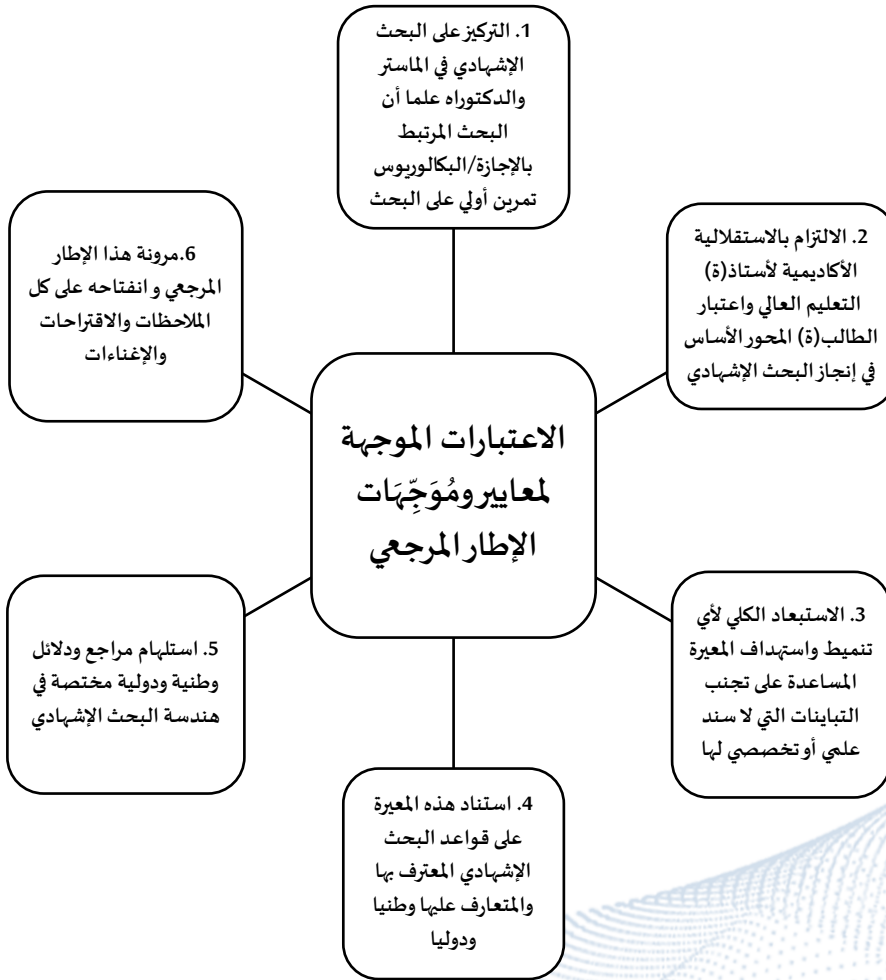 1. التركيز على البحث
الإشهادي في الماستر
والدكتوراه علما أن
البحث المرتبط
بالإجازة/البكالوريوس
تمرين أولي على البحث
2. الالتزام بالاستقلالية
الأكاديمية لأستاذ(ة)
التعليم العالي واعتبار
الطالب(ة) المحور الأساس
في إنجاز البحث الإشهادي
3. الاستبعاد الكلي لأي
تنميط واستهداف المعيرة
المساعدة على تجنب
التباينات التي لا سند
علمي أو تخصصي لها
4. استناد هذه المعيرة
على قواعد البحث
الإشهادي المعترف بها
والمتعارف عليها وطنيا
ودوليا
5. استلهام مراجع ودلائل
وطنية ودولية مختصة في
هندسة البحث الإشهادي
6.مرونة هذا الإطار
المرجعي وانفتاحه على كل
الملاحظات والاقتراحات
والإغناءات
الاعتبارات الموجهة
لمعايير ومُوَجِّهَات
الإطار المرجعي